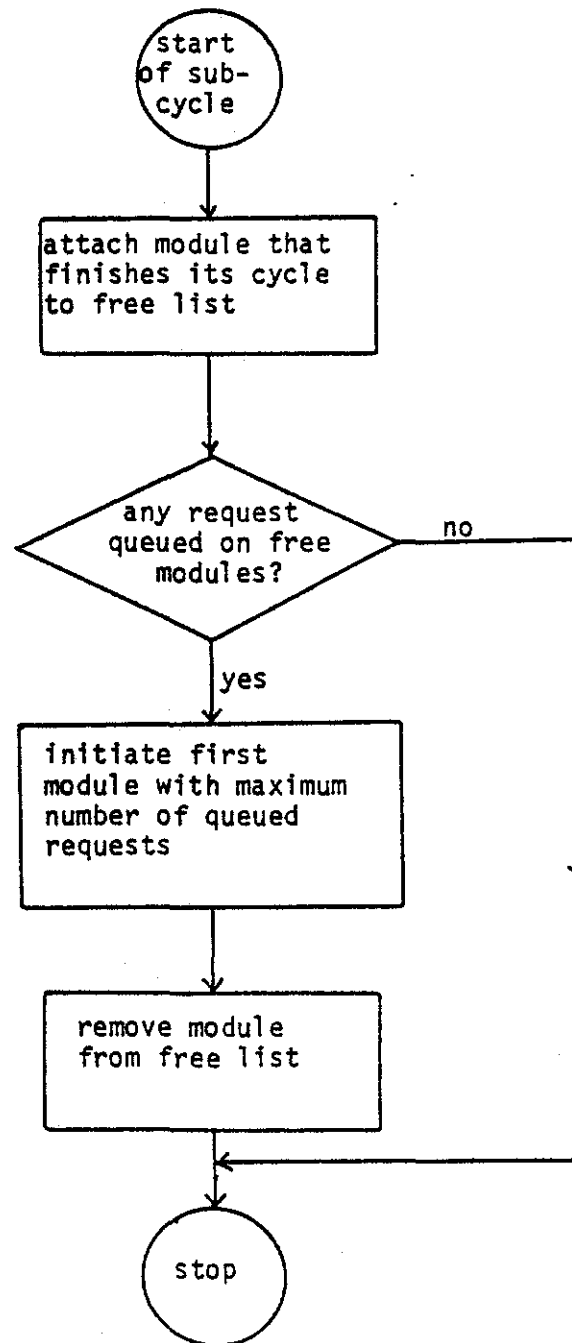 start
of sub-
cycle
attach module that
finishes its cycle
to free list
any request
queued on free
modules?
no
yes
initiate first
module with maximum
number of queued
requests
remove module
from free list
stop